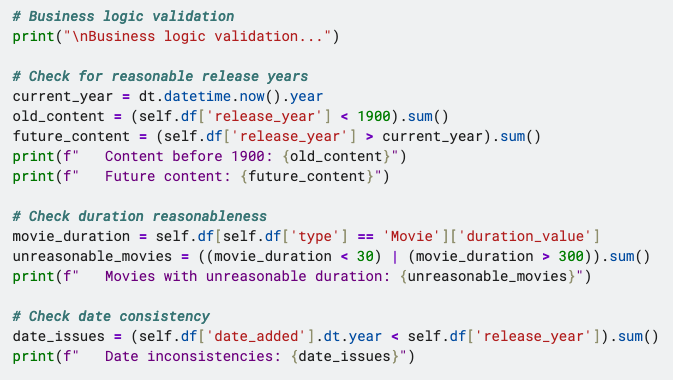 # Business logic validation
print("\nBusiness logic validation...")
# Check for reasonable release years
current_year = dt.datetime.now().year
old_content = (self.df['release_year'] < 1900).sum()
future_content = (self.df['release_year'] > current_year).sum()
print(f"   Content before 1900: {old_content}")
print(f"   Future content: {future_content}")
# Check duration reasonableness
movie_duration = self.df[self.df['type'] == 'Movie']['duration_value']
unreasonable_movies = ((movie_duration < 30) | (movie_duration > 300)).sum()
print(f"   Movies with unreasonable duration: {unreasonable_movies}")
# Check date consistency
date_issues = (self.df['date_added'].dt.year < self.df['release_year']).sum()
print(f"   Date inconsistencies: {date_issues}")